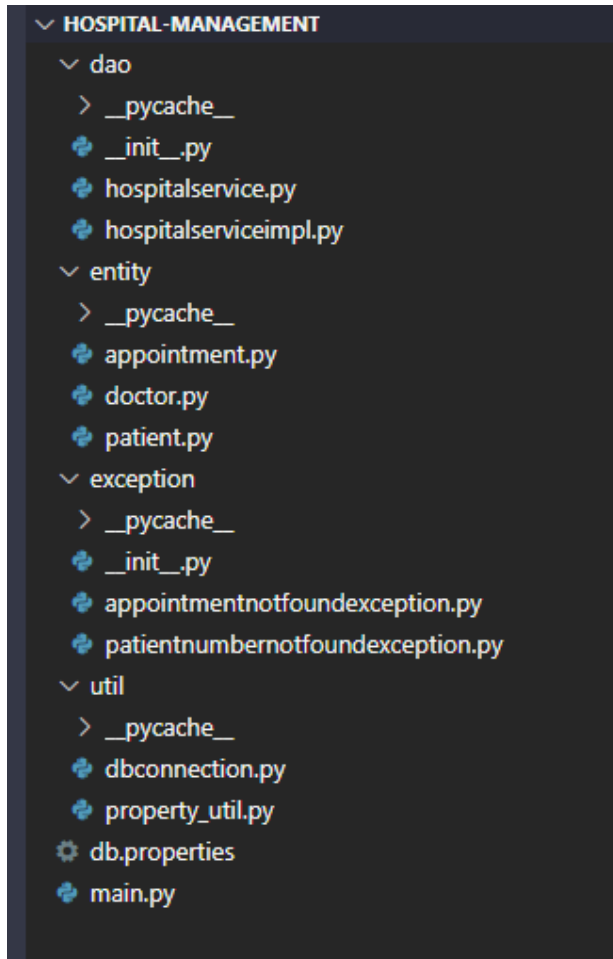 HOSPITAL-MANAGEMENT
dao
__pycache__
__init__.py
hospitalservice.py
hospitalserviceimpl.py
entity
__pycache__
appointment.py
doctor.py
patient.py
exception
__pycache__
__init__.py
appointmentnotfoundexception.py
patientnumbernotfoundexception.py
util
__pycache__
dbconnection.py
property_util.py
db.properties
main.py